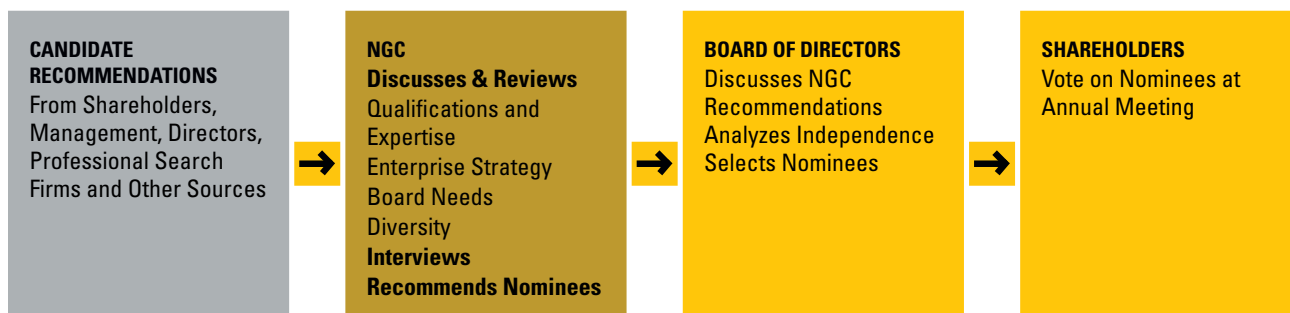 CANDIDATE
RECOMMENDATIONS
From Shareholders,
Management, Directors,
Professional Search
Firms and Other Sources
NGC
Discusses & Reviews
Qualifications and
Expertise
Enterprise Strategy
Board Needs
Diversity
Interviews
Recommends Nominees
BOARD OF DIRECTORS
Discusses NGC
Recommendations
Analyzes Independence
Selects Nominees
SHAREHOLDERS
Vote on Nominees at
Annual Meeting